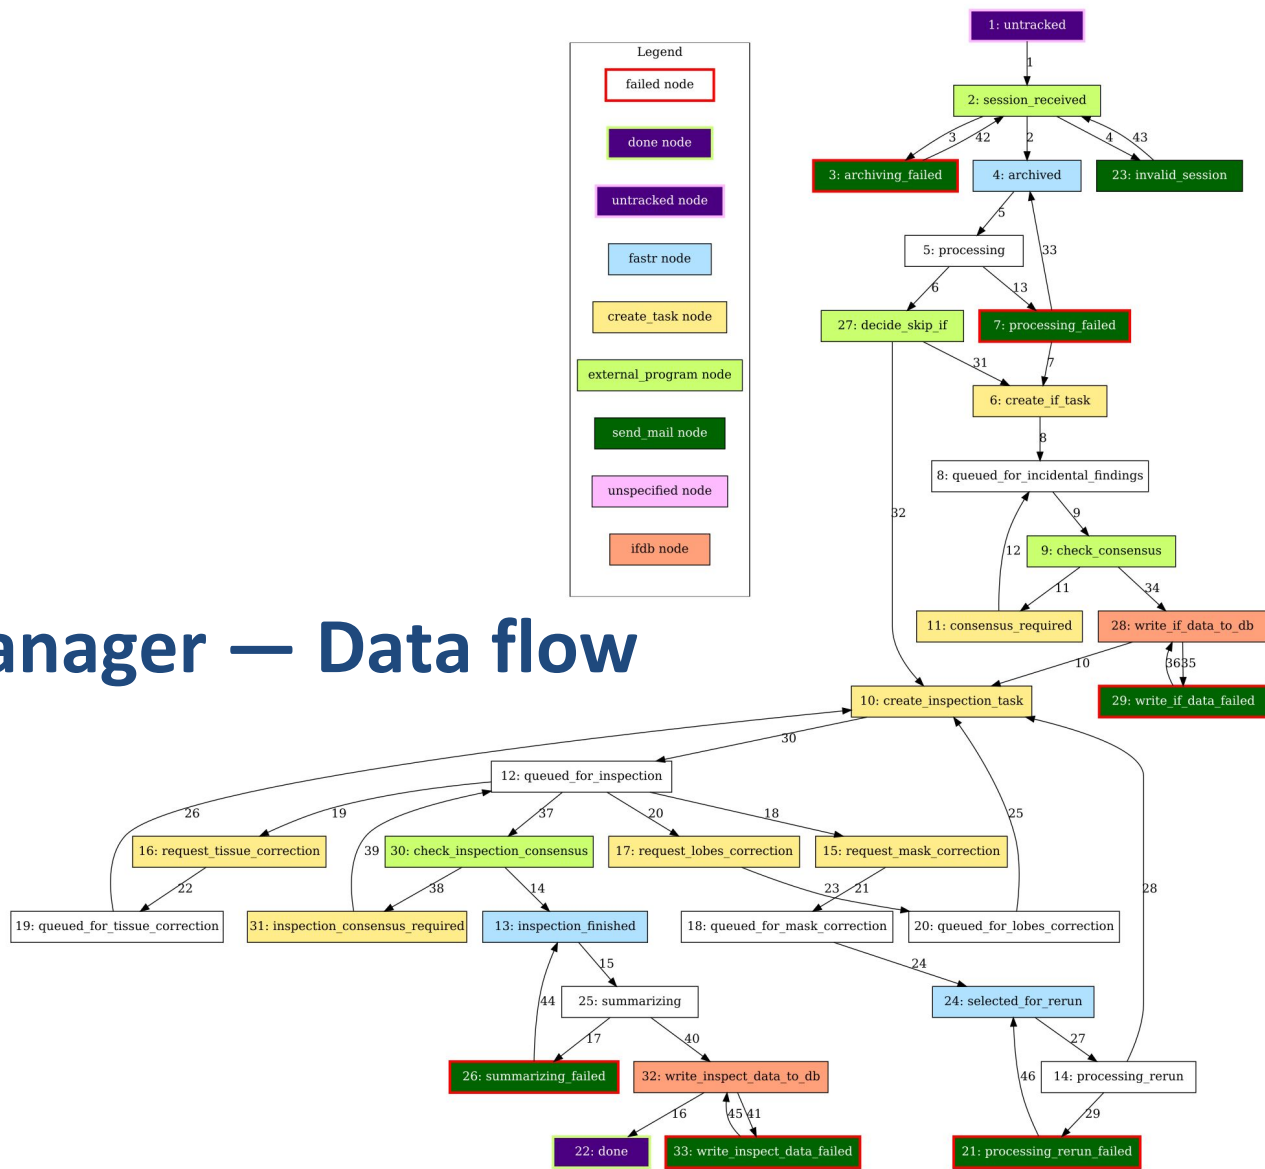 1: untracked
1
2: session_received
3
42
2
4
43
3: archiving_failed
4: archived
23: invalid_session
5
5: processing
33
6
13
27: decide_skip_if
7: processing_failed
31
7
6: create_if_task
8
8: queued_for_incidental_findings
32
9
12
9: check_consensus
11
34
11: consensus_required
28: write_if_data_to_db
10
36
35
10: create_inspection_task
29: write_if_data_failed
Legend
failed node
done node
untracked node
fastr node
create_task node
external_program node
send_mail node
unspecified node
ifdb node
anager — Data flow
30
12: queued_for_inspection
26
19
37
20
18
25
16: request_tissue_correction
39
30: check_inspection_consensus
17: request_lobes_correction
15: request_mask_correction
22
38
14
23
21
28
19: queued_for_tissue_correction
31: inspection_consensus_required
13: inspection_finished
18: queued_for_mask_correction
20: queued_for_lobes_correction
15
24
44
25: summarizing
24: selected_for_rerun
17
40
27
26: summarizing_failed
32: write_inspect_data_to_db
46
14: processing_rerun
16
45
41
29
22: done
33: write_inspect_data_failed
21: processing_rerun_failed